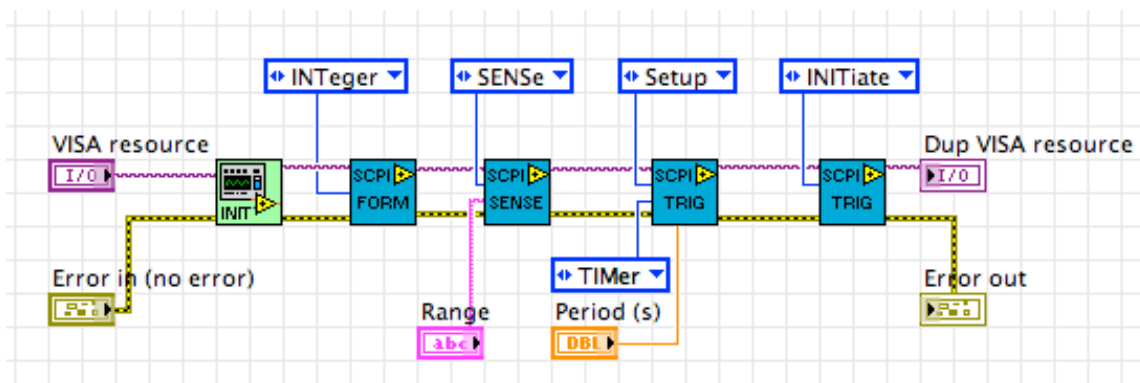 INTeger
SENSe
Setup
INITiate
VISA resource
Dup VISA resource
I/O
INIT
SCPI
FORM
SCPI
SENSE
SCPI
TRIG
SCPI
TRIG
I/O
Error in (no error)
TIMer
Error out
Range
Period (s)
abc
DBL